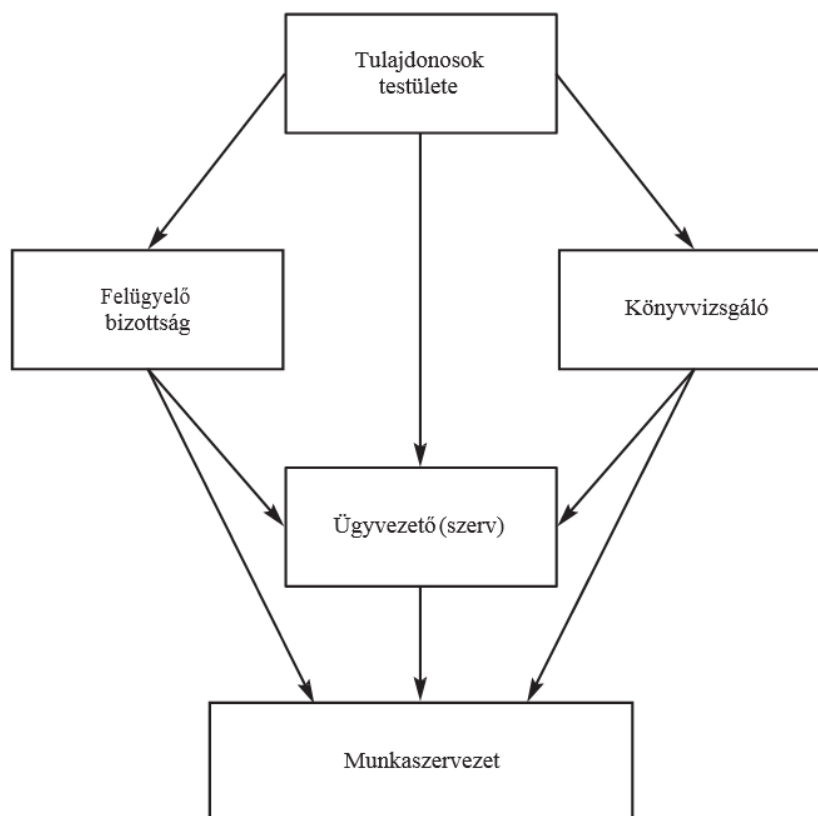 Tulajdonosok
testülete
Felügyelő
bizottság
Könyvvizsgáló
Ügyvezető (szerv)
Munkaszervezet